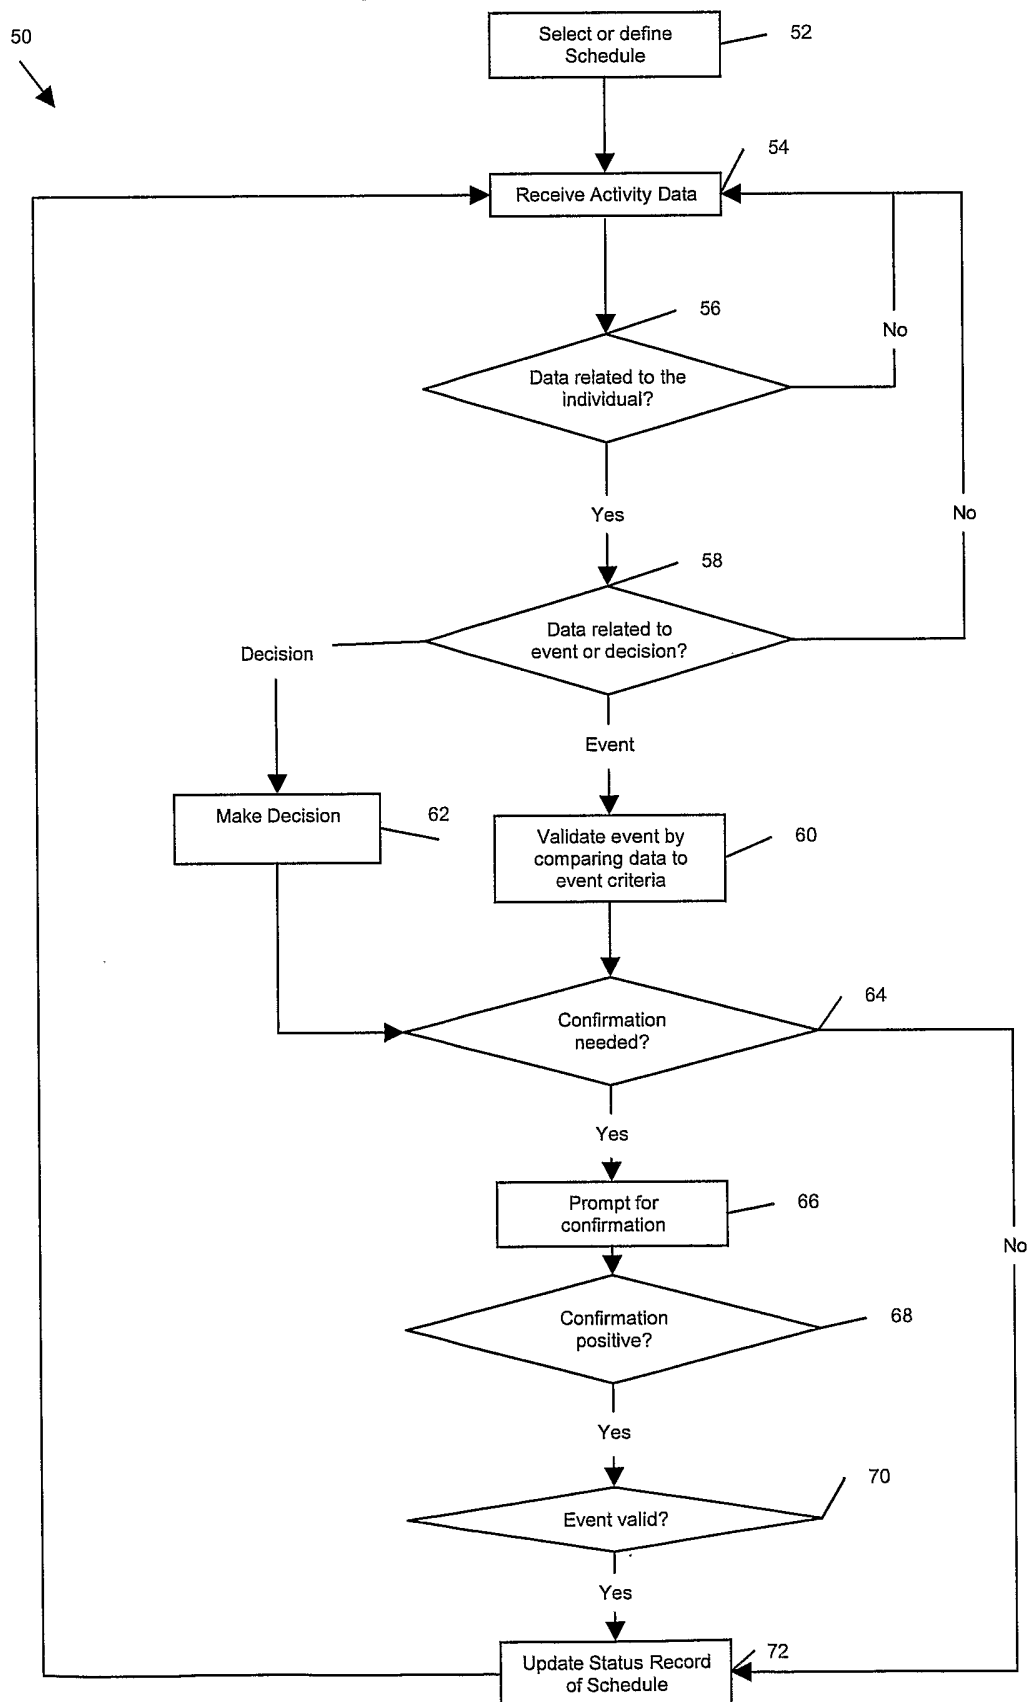 50
Select or define
Schedule
52
54
Receive Activity Data
56
No
Data related to the
individual?
Yes
No
58
Data related to
event or decision?
Decision
Event
Make Decision
62
Validate event by
comparing data to
event criteria
60
64
Confirmation
needed?
Yes
Prompt for
confirmation
66
No
Confirmation
positive?
68
Yes
70
Event valid?
Yes
Update Status Record
of Schedule
72